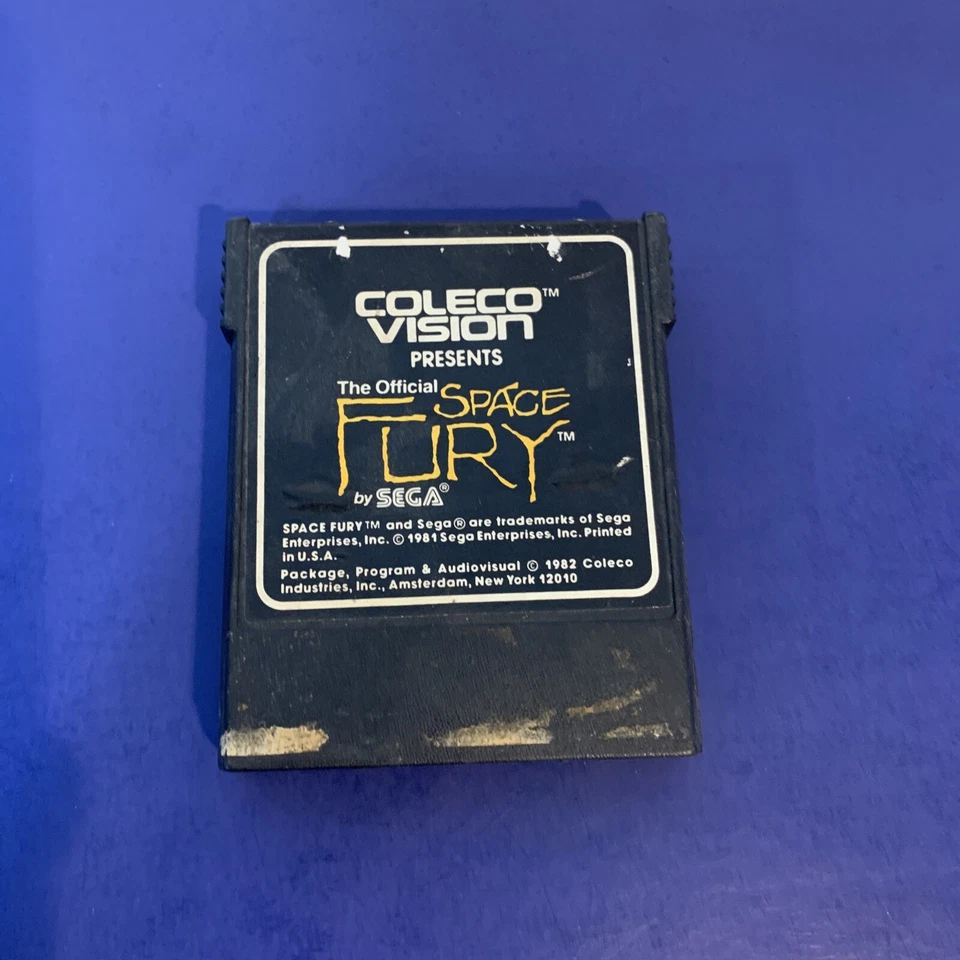 COLECO™
VISION
PRESENTS
The Official SPACE
FURY™
by SEGA®
SPACE FURY™ and Sega® are trademarks of Sega
Enterprises, Inc. © 1981 Sega Enterprises, Inc. Printed
in U.S.A.
Package, Program & Audiovisual © 1982 Coleco
Industries, Inc., Amsterdam, New York 12010